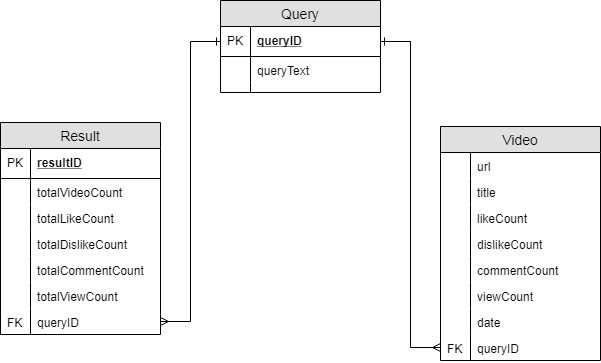 Query
PK queryID
queryText
Result
PK resultID
totalVideoCount
totalLikeCount
totalDislikeCount
totalCommentCount
totalViewCount
FK queryID
Video
url
title
likeCount
dislikeCount
commentCount
viewCount
date
FK queryID